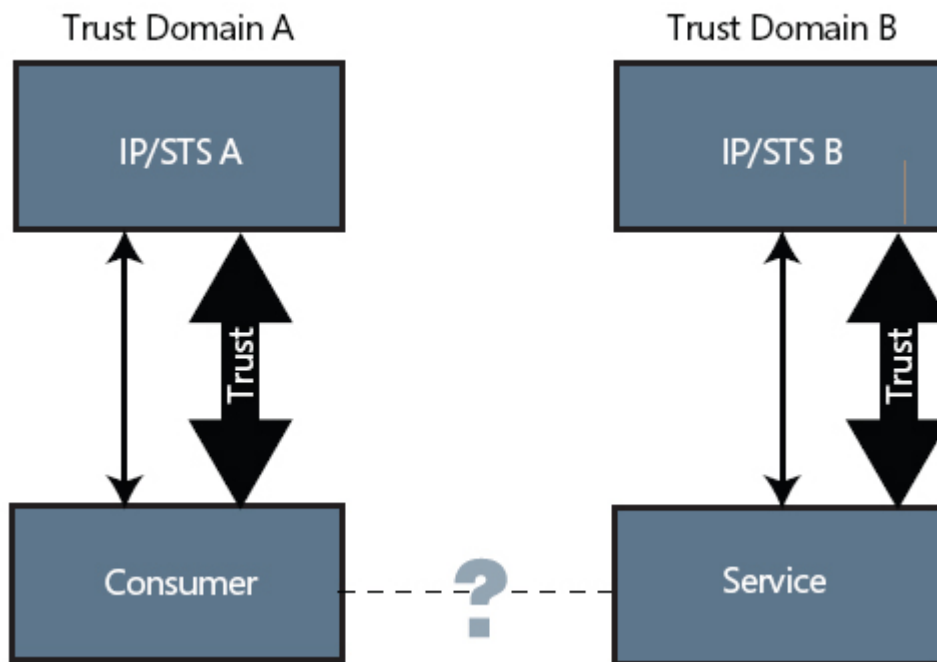 Trust Domain A
Trust Domain B
IP/STS A
IP/STS B
Trust
Trust
Consumer
?
Service